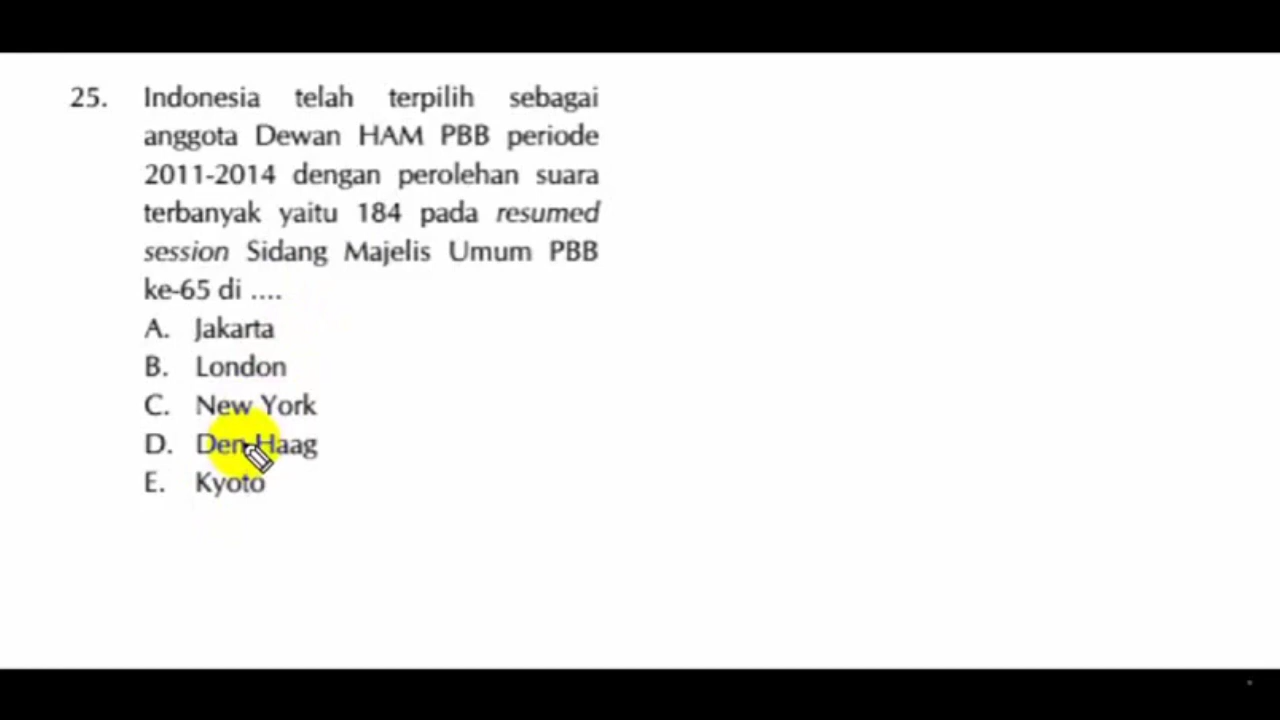 25. Indonesia telah terpilih sebagai
anggota Dewan HAM PBB periode
2011-2014 dengan perolehan suara
terbanyak yaitu 184 pada resumed
session Sidang Majelis Umum PBB
ke-65 di ....
A. Jakarta
B. London
C. New York
D. Den Haag
E. Kyoto